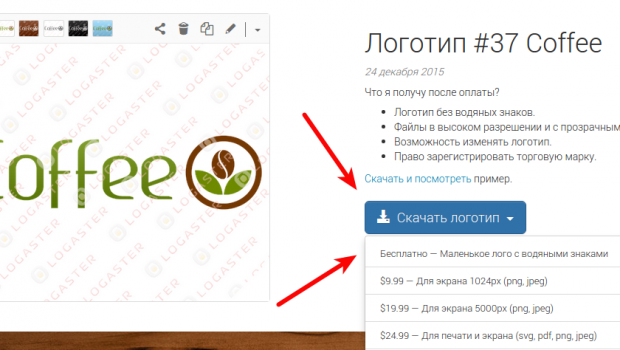 Логотип #37 Coffee
24 декабря 2015
Что я получу после оплаты?
Логотип без водяных знаков.
Файлы в высоком разрешении и с прозрачным
Возможность изменять логотип.
Право зарегистрировать торговую марку.
Скачать и посмотреть пример.
Скачать логотип
Бесплатно — Маленькое лого с водяными знаками
$9.99 — Для экрана 1024px (png, jpeg)
$19.99 — Для экрана 5000px (png, jpeg)
$24.99 — Для печати и экрана (svg, pdf, png, jpeg)
Coffee
LOGASTER